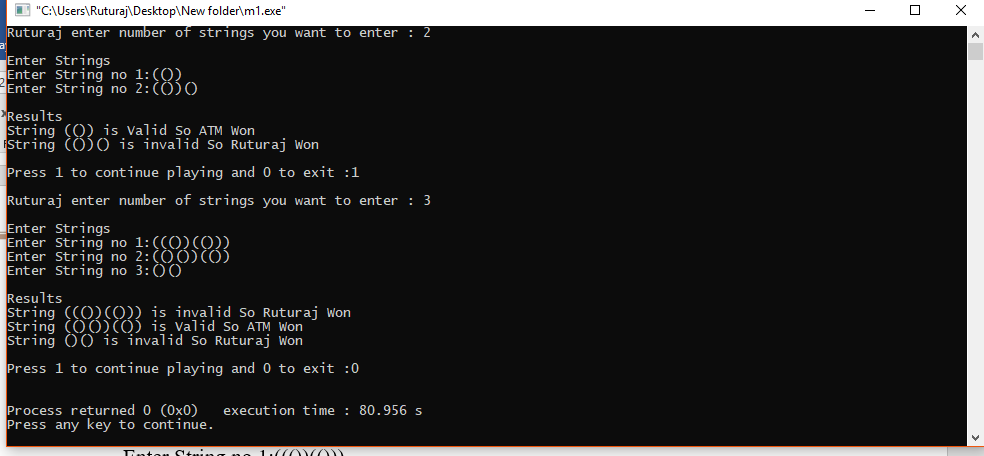 "C:\Users\Ruturaj\Desktop\New folder\m1.exe"
Ruturaj enter number of strings you want to enter : 2
Enter Strings
Enter String no 1:(())
Enter String no 2:(())()
Results
String (()) is Valid So ATM Won
String (())() is invalid So Ruturaj Won
Press 1 to continue playing and 0 to exit :1
Ruturaj enter number of strings you want to enter : 3
Enter Strings
Enter String no 1:((())(()))
Enter String no 2:(()())(())
Enter String no 3:()()
Results
String ((())(())) is invalid So Ruturaj Won
String (()())(()) is Valid So ATM Won
String ()() is invalid So Ruturaj Won
Press 1 to continue playing and 0 to exit :0
Process returned 0 (0x0)   execution time : 80.956 s
Press any key to continue.
Enter String no 1:((())(()))